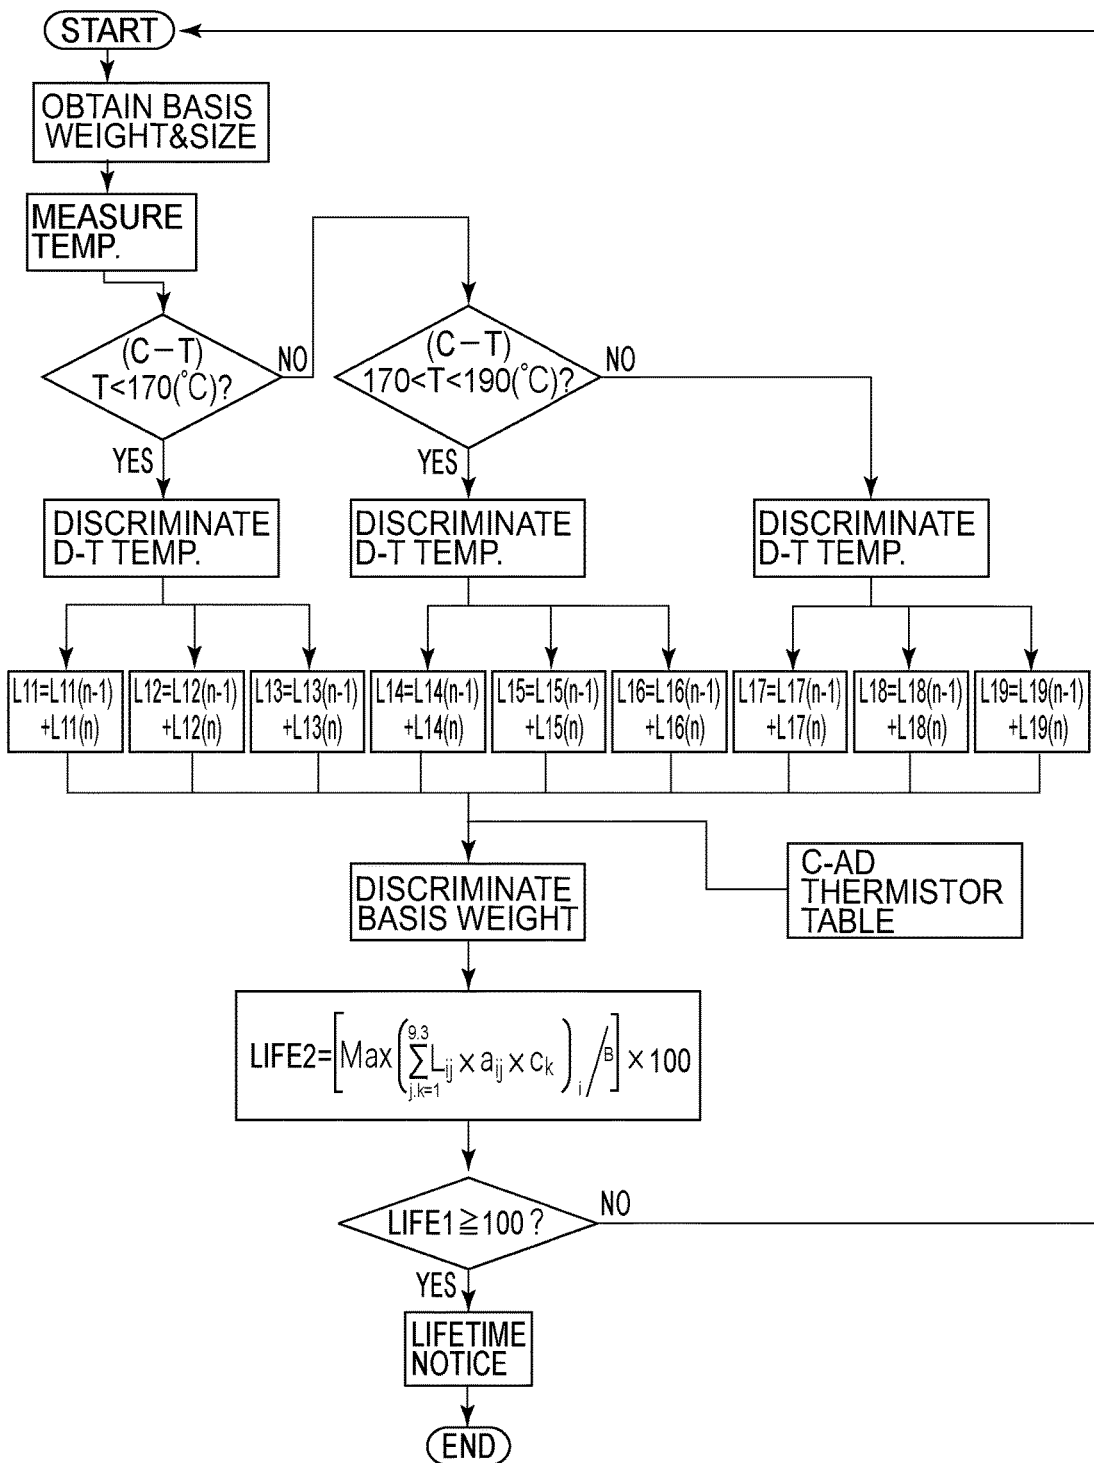 START
OBTAIN BASIS
WEIGHT&SIZE
MEASURE
TEMP.
(C-T)
T<170(°C)?
NO
YES
(C-T)
170<T<190(°C)?
NO
YES
DISCRIMINATE
D-T TEMP.
DISCRIMINATE
D-T TEMP.
DISCRIMINATE
D-T TEMP.
L11=L11(n-1)
+L11(n)
L12=L12(n-1)
+L12(n)
L13=L13(n-1)
+L13(n)
L14=L14(n-1)
+L14(n)
L15=L15(n-1)
+L15(n)
L16=L16(n-1)
+L16(n)
L17=L17(n-1)
+L17(n)
L18=L18(n-1)
+L18(n)
L19=L19(n-1)
+L19(n)
C-AD
THERMISTOR
TABLE
DISCRIMINATE
BASIS WEIGHT
LIFE2=[Max(9.3∑j.k=1 Lij×aij×ck)i/B]×100
LIFE1≧100?
NO
YES
LIFETIME
NOTICE
END